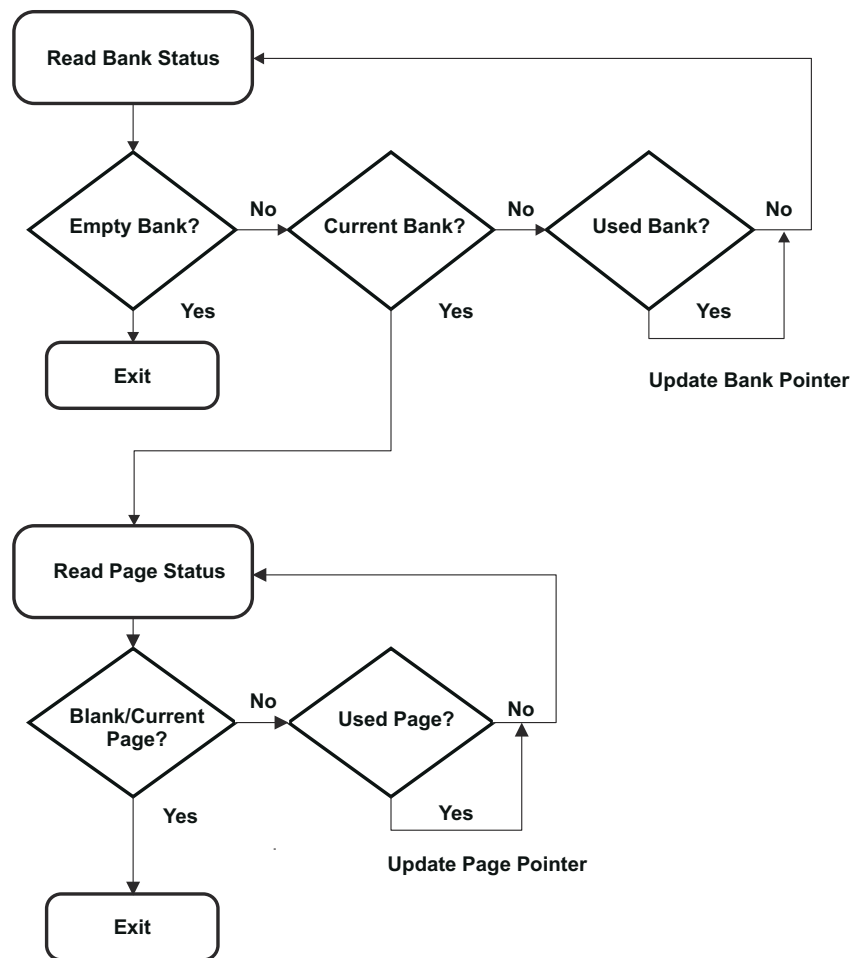 Read Bank Status
Empty Bank?
No
Current Bank?
No
Used Bank?
No
Yes
Yes
Yes
Exit
Update Bank Pointer
Read Page Status
Blank/Current
Page?
No
Used Page?
No
Yes
Yes
Update Page Pointer
Exit